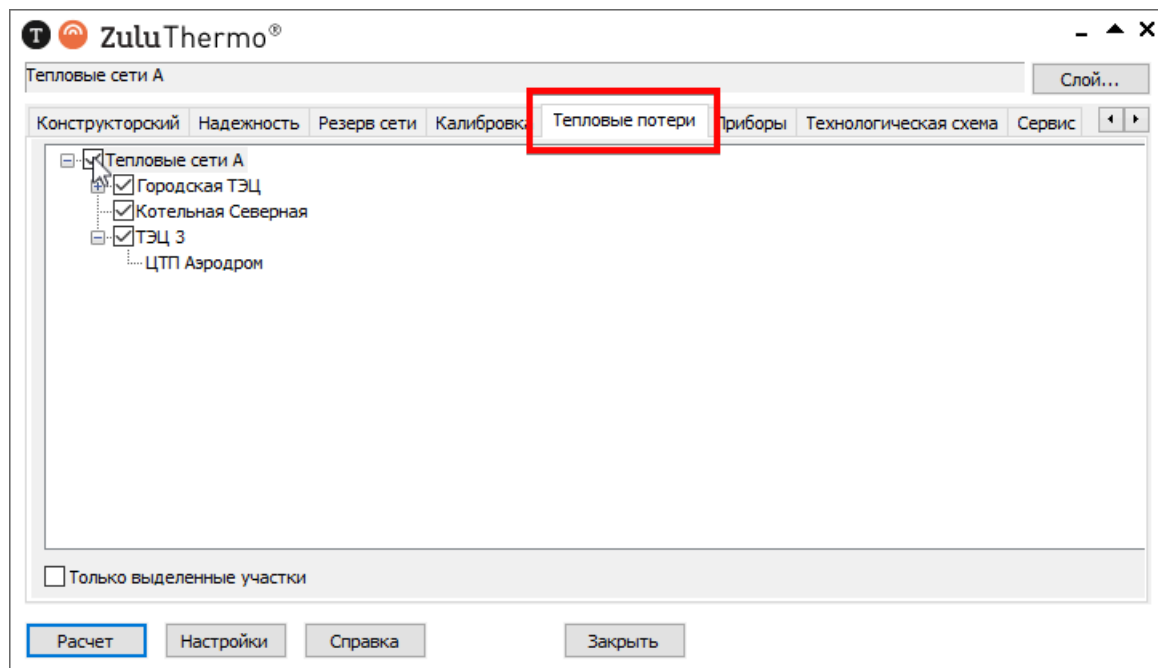 T ZuluThermo®
Тепловые сети А
Слой...
Конструкторский Надежность Резерв сети Калибровка Тепловые потери Приборы Технологическая схема Сервис
Тепловые сети А
Городская ТЭЦ
Котельная Северная
ТЭЦ 3
ЦТП Аэродром
Только выделенные участки
Расчет Настройки Справка Закрыть